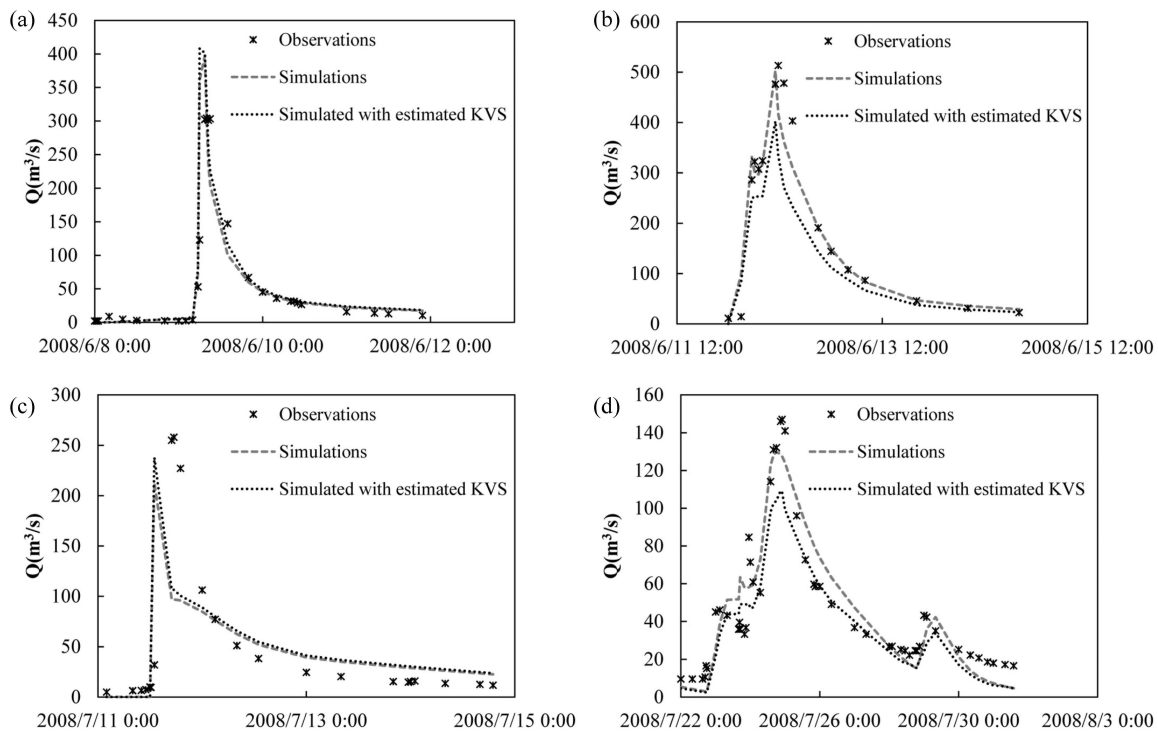 (a)
450
400
350
300
250
200
150
100
50
0
Q(m³/s)
Observations
Simulations
Simulated with estimated KVS
2008/6/8 0:00 2008/6/10 0:00 2008/6/12 0:00
(b)
600
500
400
300
200
100
0
Q(m³/s)
Observations
Simulations
Simulated with estimated KVS
2008/6/11 12:00 2008/6/13 12:00 2008/6/15 12:00
(c)
300
250
200
150
100
50
0
Q(m³/s)
Observations
Simulations
Simulated with estimated KVS
2008/7/11 0:00 2008/7/13 0:00 2008/7/15 0:00
(d)
160
140
120
100
80
60
40
20
0
Q(m³/s)
Observations
Simulations
Simulated with estimated KVS
2008/7/22 0:00 2008/7/26 0:00 2008/7/30 0:00 2008/8/3 0:00